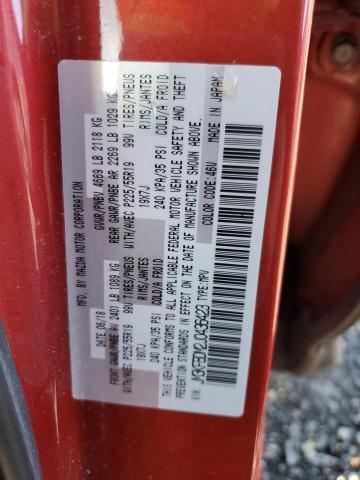 MFD. BY MAZDA MOTOR CORPORATION
DATE: 06/18 GVWR/PNBV 4669 LB 2118 KG
FRONT GAWR/PNBE AV 2401 LB 1089 KG REAR GAWR/PNBE AR 2269 LB 1029 KG
WITH/AVEC P225/55R19 99V TIRES/PNEUS WITH/AVEC P225/55R19 99V TIRES/PNEUS
19X7J RIMS/JANTES 19X7J RIMS/JANTES
240 KPA/35 PSI COLD/A FROID 240 KPA/35 PSI COLD/A FROID
THIS VEHICLE CONFORMS TO ALL APPLICABLE FEDERAL MOTOR VEHICLE SAFETY AND THEFT
PREVENTION STANDARDS IN EFFECT ON THE DATE OF MANUFACTURE SHOWN ABOVE.
COLOR CODE:46V MADE IN JAPAN
VIN: TYPE: MPV